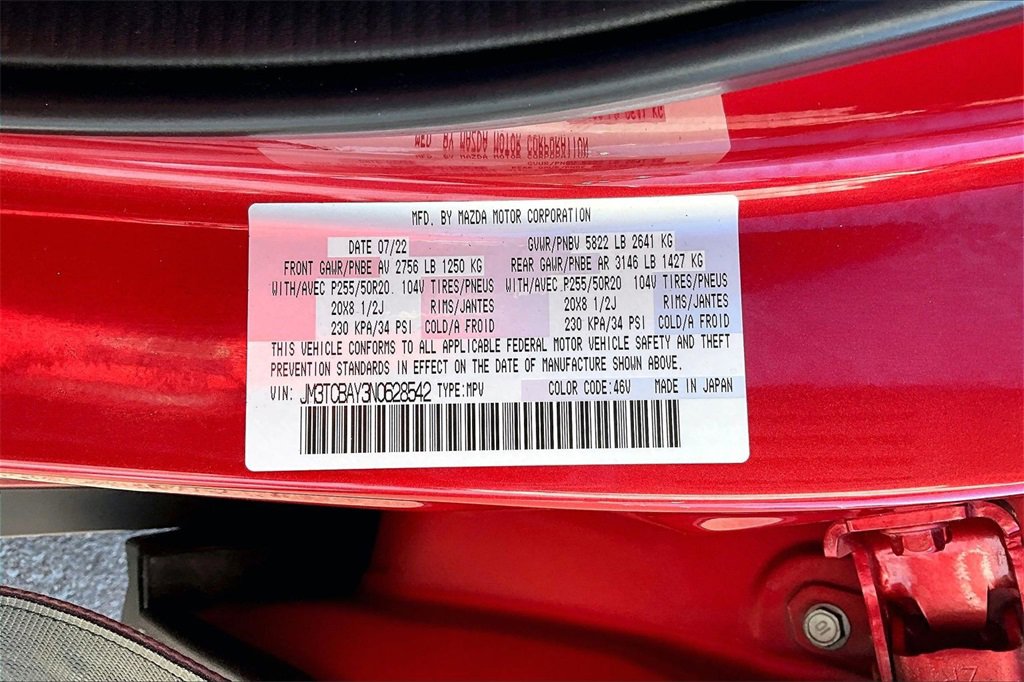 MFD. BY MAZDA MOTOR CORPORATION
DATE 07/22 GVWR/PNBV 5822 LB 2641 KG
FRONT GAWR/PNBE AV 2756 LB 1250 KG REAR GAWR/PNBE AR 3146 LB 1427 KG
WITH/AVEC P255/50R20 104V TIRES/PNEUS WITH/AVEC P255/50R20 104V TIRES/PNEUS
20X8 1/2J RIMS/JANTES 20X8 1/2J RIMS/JANTES
230 KPA/34 PSI COLD/A FROID 230 KPA/34 PSI COLD/A FROID
THIS VEHICLE CONFORMS TO ALL APPLICABLE FEDERAL MOTOR VEHICLE SAFETY AND THEFT
PREVENTION STANDARDS IN EFFECT ON THE DATE OF MANUFACTURE SHOWN ABOVE.
VIN: JM3TCBAY3N0628542 TYPE:MPV COLOR CODE:46V MADE IN JAPAN